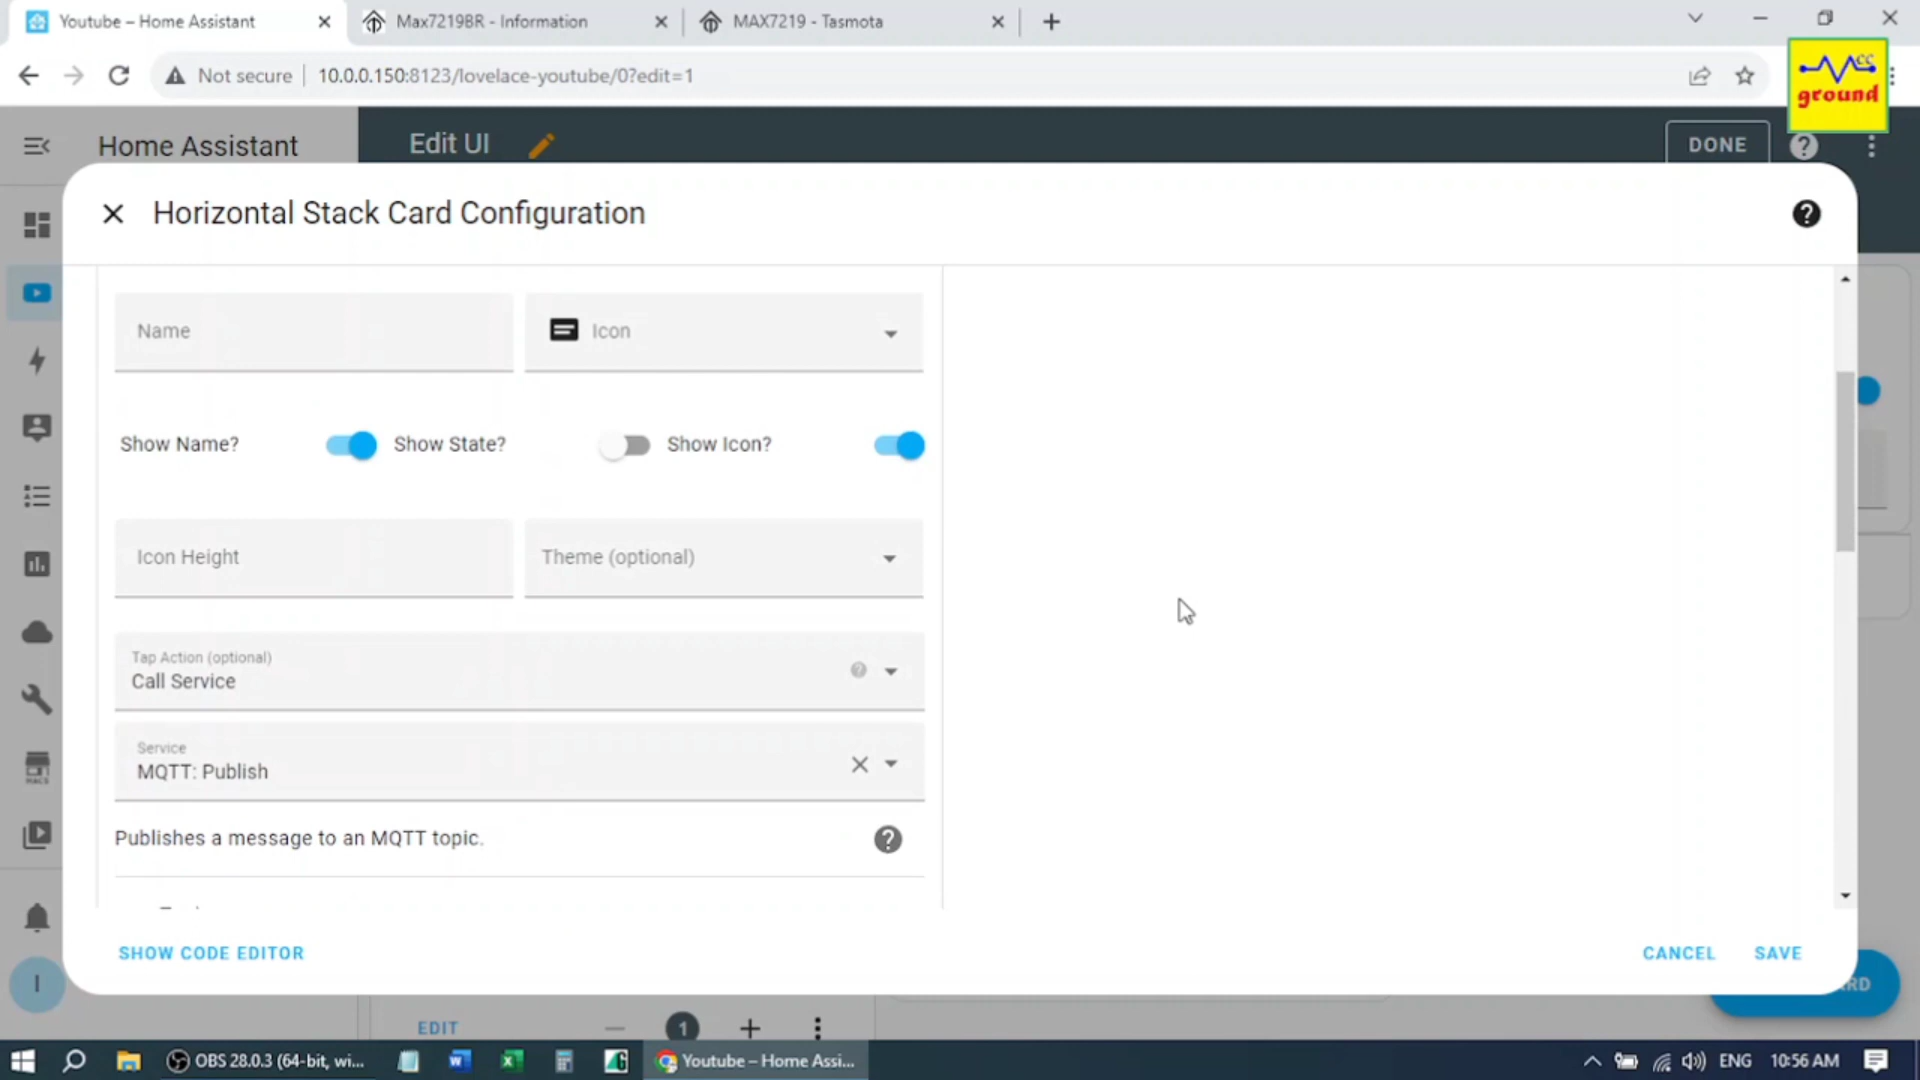 Youtube – Home Assistant
Max7219BR - Information
MAX7219 - Tasmota
Not secure
10.0.0.150:8123/lovelace-youtube/0?edit=1
CC
ground
Home Assistant
Edit UI
DONE
Horizontal Stack Card Configuration
Name
Icon
Show Name?
Show State?
Show Icon?
Icon Height
Theme (optional)
Tap Action (optional)
Call Service
Service
MQTT: Publish
Publishes a message to an MQTT topic.
HACS
SHOW CODE EDITOR
CANCEL
SAVE
I
RD
EDIT
1
OBS 28.0.3 (64-bit, wi...
Youtube – Home Assi...
ENG
10:56 AM